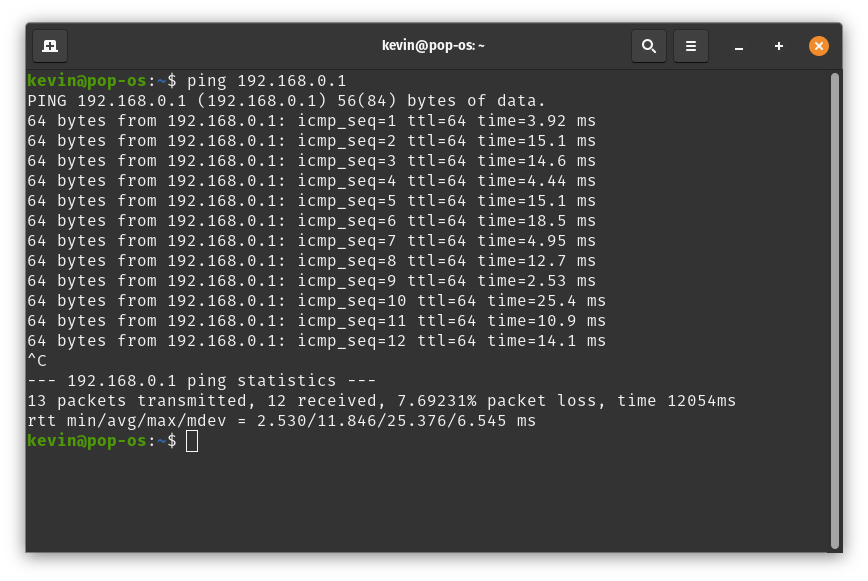 kevin@pop-os: ~
kevin@pop-os:~$ ping 192.168.0.1
PING 192.168.0.1 (192.168.0.1) 56(84) bytes of data.
64 bytes from 192.168.0.1: icmp_seq=1 ttl=64 time=3.92 ms
64 bytes from 192.168.0.1: icmp_seq=2 ttl=64 time=15.1 ms
64 bytes from 192.168.0.1: icmp_seq=3 ttl=64 time=14.6 ms
64 bytes from 192.168.0.1: icmp_seq=4 ttl=64 time=4.44 ms
64 bytes from 192.168.0.1: icmp_seq=5 ttl=64 time=15.1 ms
64 bytes from 192.168.0.1: icmp_seq=6 ttl=64 time=18.5 ms
64 bytes from 192.168.0.1: icmp_seq=7 ttl=64 time=4.95 ms
64 bytes from 192.168.0.1: icmp_seq=8 ttl=64 time=12.7 ms
64 bytes from 192.168.0.1: icmp_seq=9 ttl=64 time=2.53 ms
64 bytes from 192.168.0.1: icmp_seq=10 ttl=64 time=25.4 ms
64 bytes from 192.168.0.1: icmp_seq=11 ttl=64 time=10.9 ms
64 bytes from 192.168.0.1: icmp_seq=12 ttl=64 time=14.1 ms
^C
--- 192.168.0.1 ping statistics ---
13 packets transmitted, 12 received, 7.69231% packet loss, time 12054ms
rtt min/avg/max/mdev = 2.530/11.846/25.376/6.545 ms
kevin@pop-os:~$